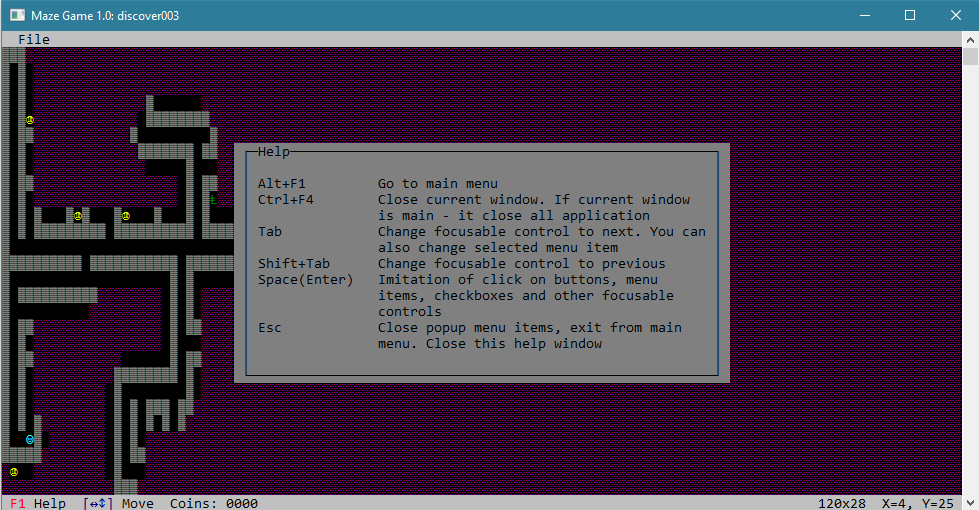 Maze Game 1.0: discover003
File
Help
Alt+F1 Go to main menu
Ctrl+F4 Close current window. If current window
is main - it close all application
Tab Change focusable control to next. You can
also change selected menu item
Shift+Tab Change focusable control to previous
Space(Enter) Imitation of click on buttons, menu
items, checkboxes and other focusable
controls
Esc Close popup menu items, exit from main
menu. Close this help window
F1 Help [↔↕] Move Coins: 0000 120x28 X=4, Y=25